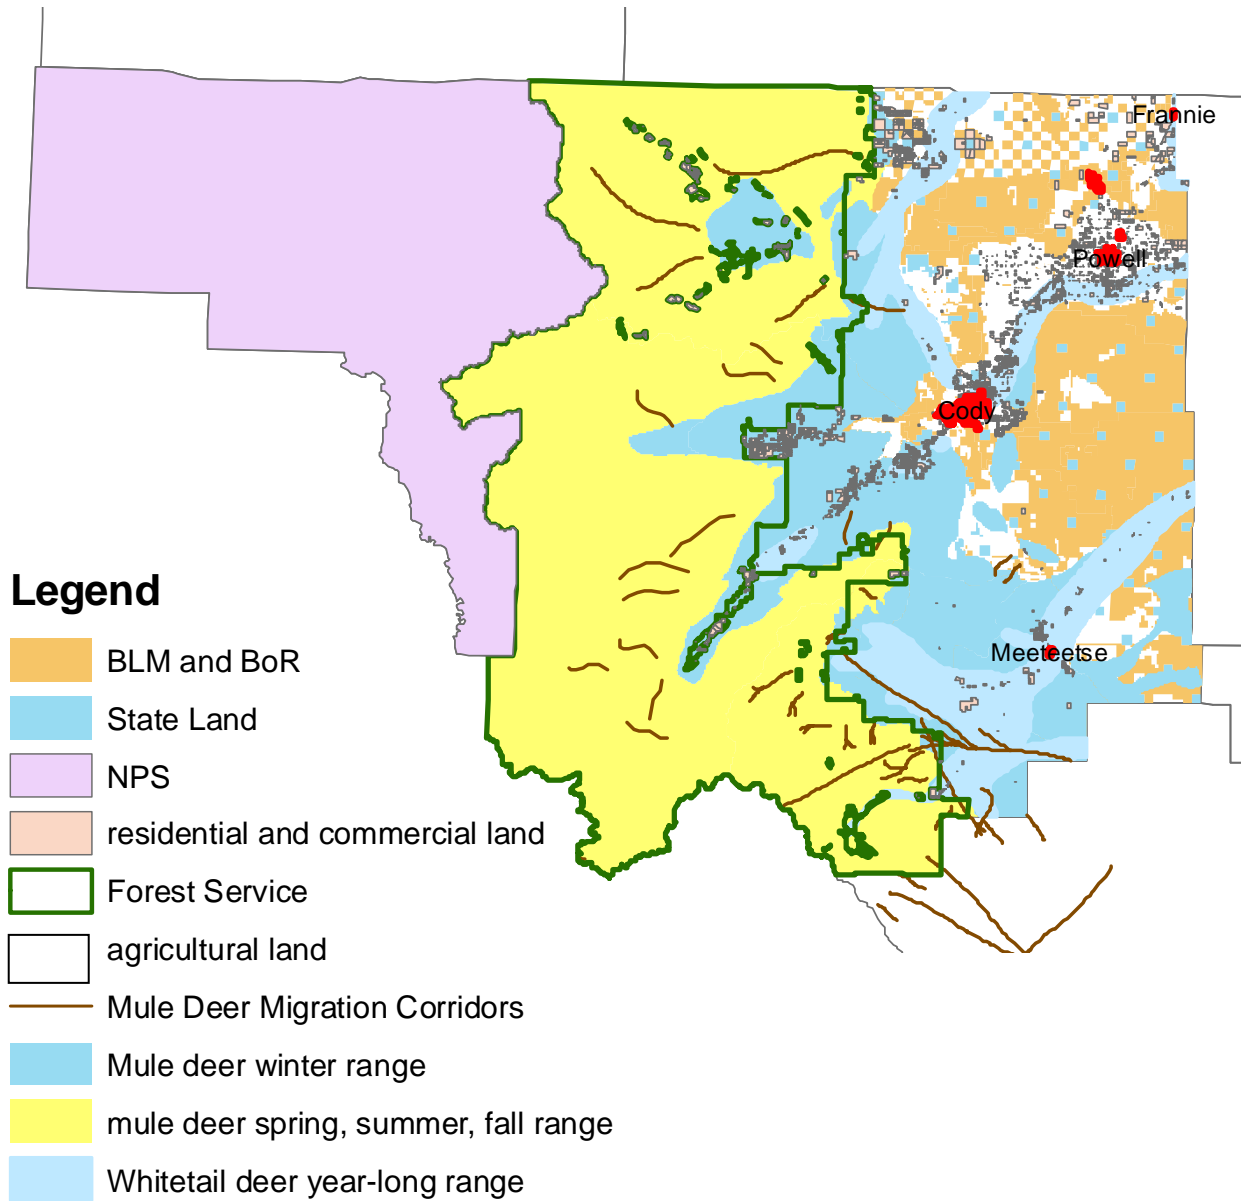 Frannie
Powell
Cody
Meeteetse
Legend
BLM and BoR
State Land
NPS
residential and commercial land
Forest Service
agricultural land
Mule Deer Migration Corridors
Mule deer winter range
mule deer spring, summer, fall range
Whitetail deer year-long range